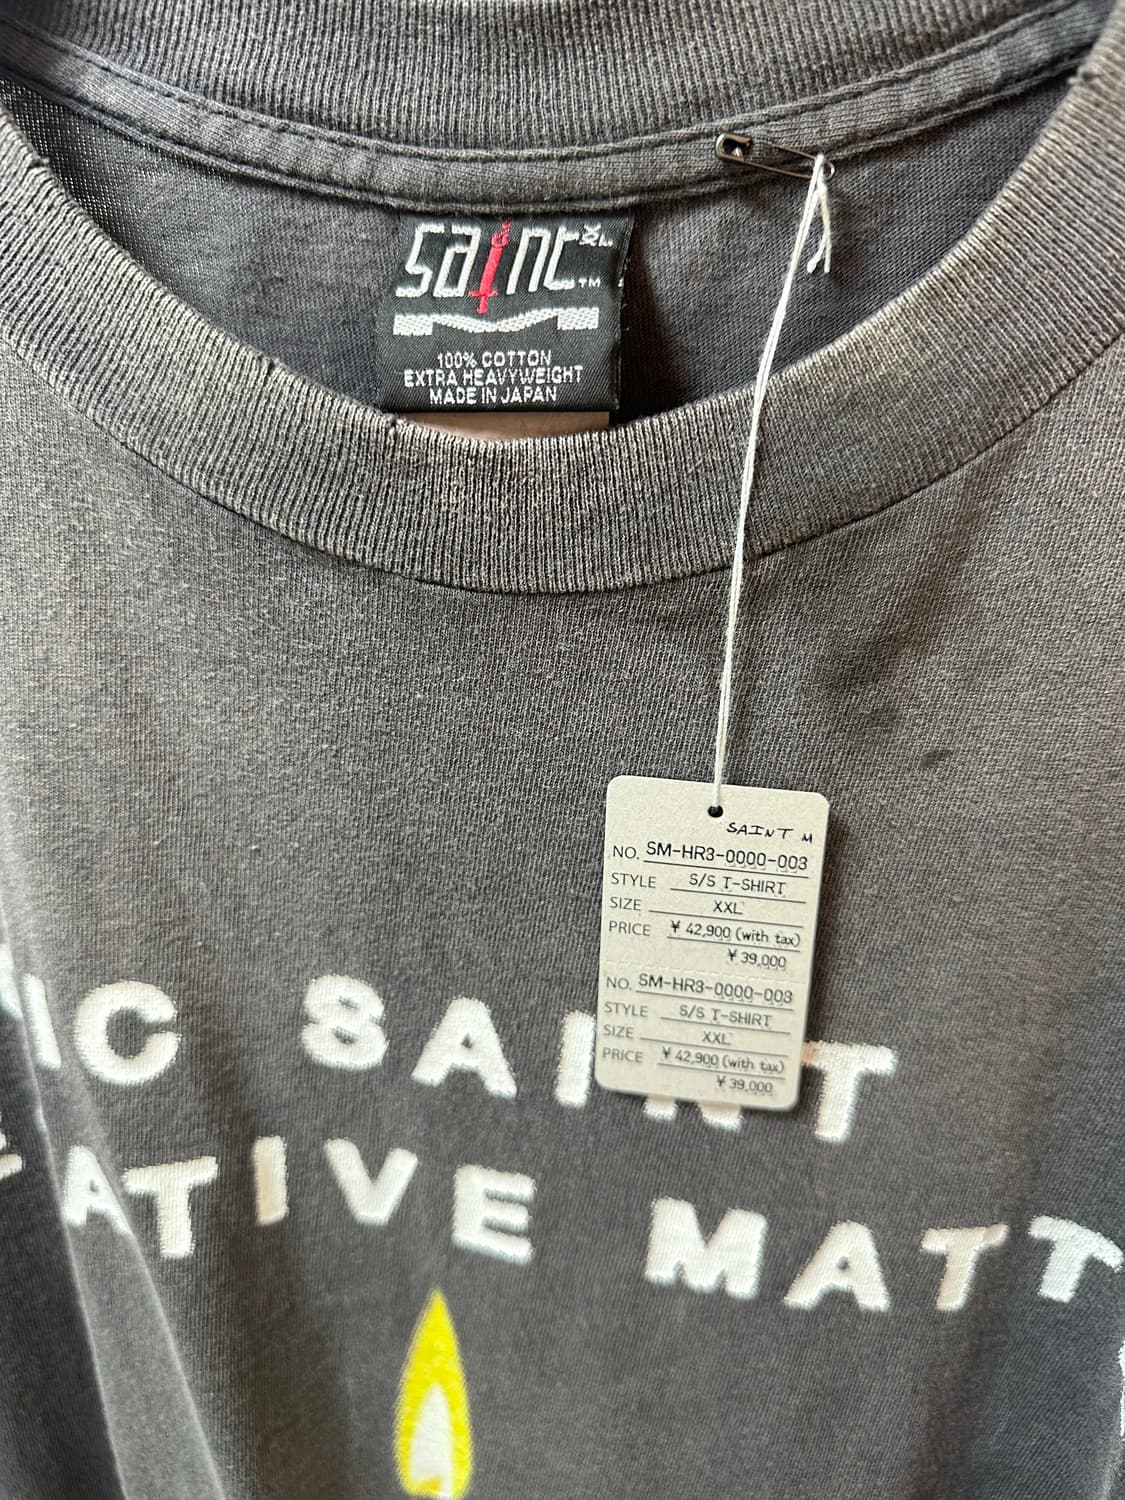 saint XXL ™
100% COTTON
EXTRA HEAVYWEIGHT
MADE IN JAPAN
SAINT M
NO. SM-HR3-0000-003
STYLE S/S T-SHIRT
SIZE XXL
PRICE ¥ 42,900 (with tax)
¥ 39,000
NO. SM-HR3-0000-003
STYLE S/S T-SHIRT
SIZE XXL
PRICE ¥ 42,900 (with tax)
¥ 39,000
IC SAINT
EATIVE MATT